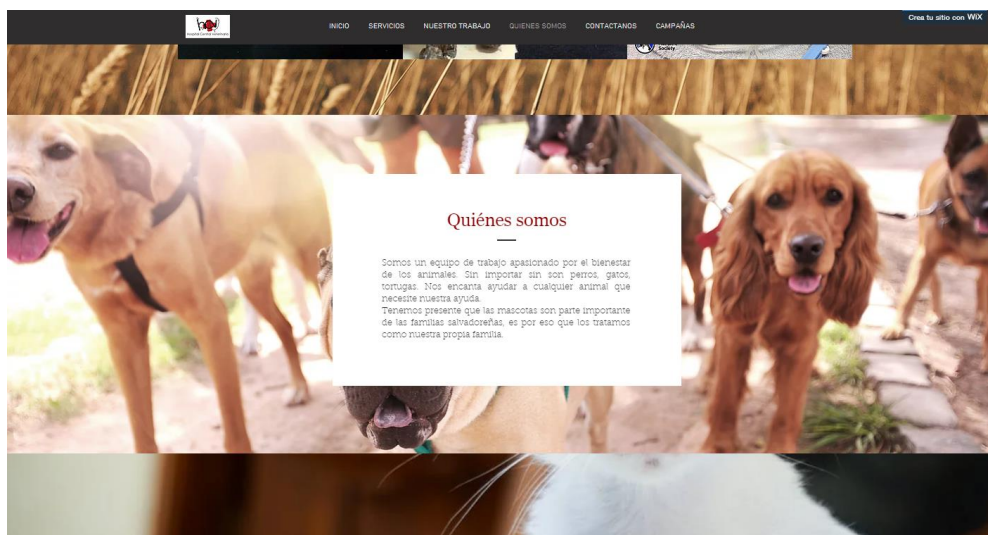 Crea tu sitio con WiX
INICIO SERVICIOS NUESTRO TRABAJO QUIENES SOMOS CONTACTANOS CAMPAÑAS
Society
Quiénes somos
Somos un equipo de trabajo apasionado por el bienestar
de los animales. Sin importar sin son perros, gatos,
tortugas. Nos encanta ayudar a cualquier animal que
necesite nuestra ayuda.
Tenemos presente que las mascotas son parte importante
de las familias salvadoreñas, es por eso que los tratamos
como nuestra propia familia.